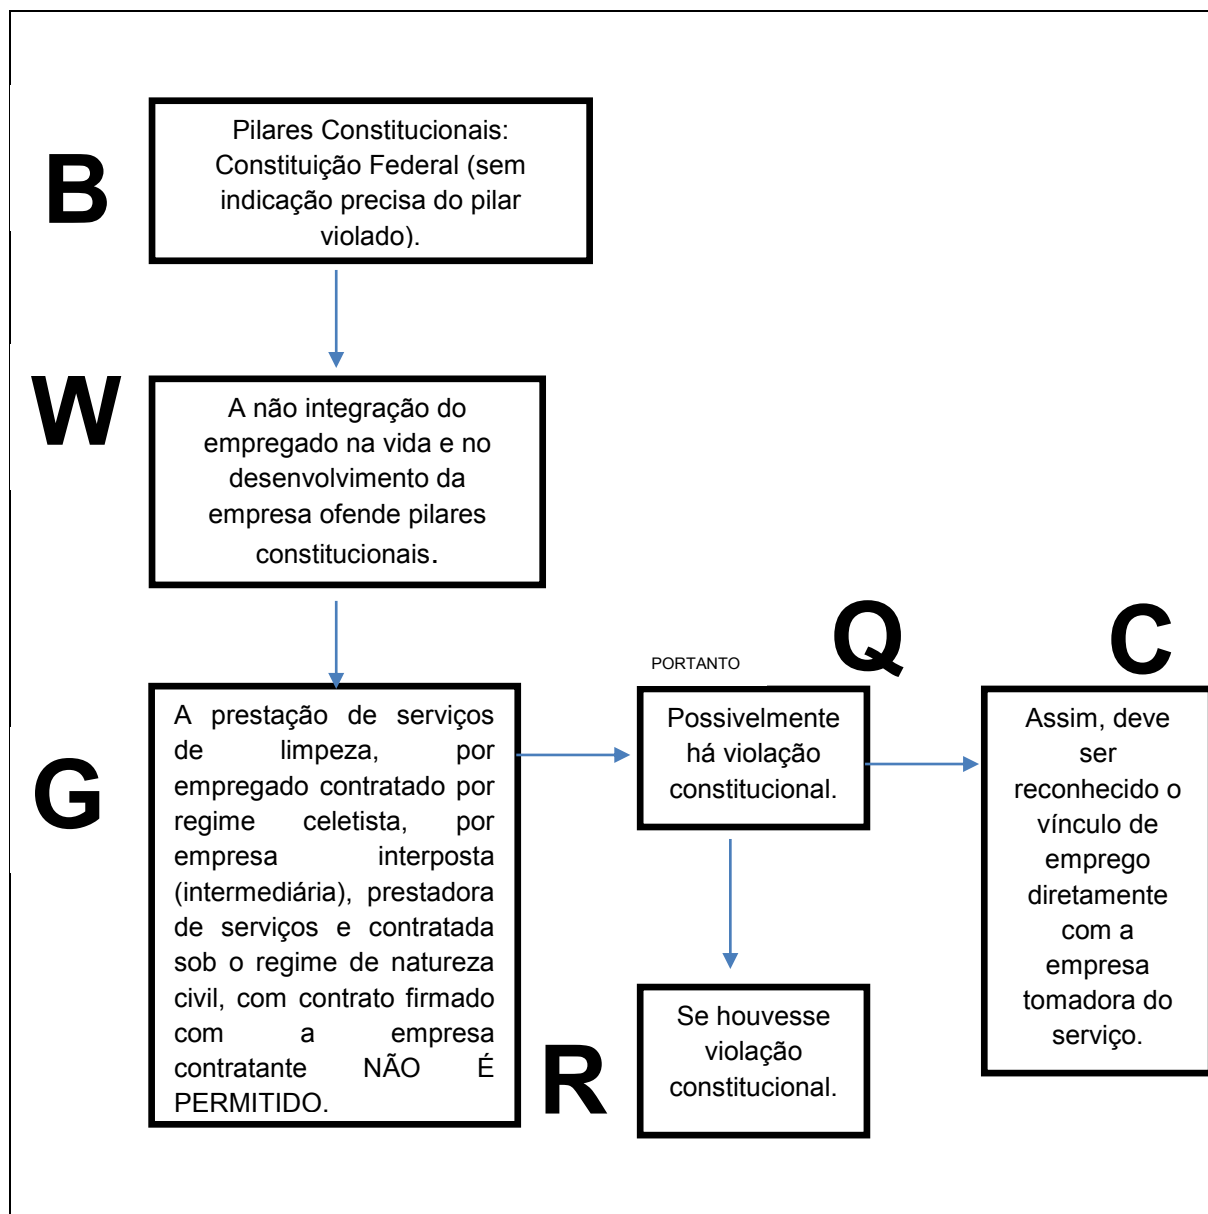 B
Pilares Constitucionais:
Constituição Federal (sem
indicação precisa do pilar
violado).
W
A não integração do
empregado na vida e no
desenvolvimento da
empresa ofende pilares
constitucionais.
G
A prestação de serviços
de limpeza, por
empregado contratado por
regime celetista, por
empresa interposta
(intermediária), prestadora
de serviços e contratada
sob o regime de natureza
civil, com contrato firmado
com a empresa
contratante NÃO É
PERMITIDO.
PORTANTO
Q
Possivelmente
há violação
constitucional.
R
Se houvesse
violação
constitucional.
C
Assim, deve
ser
reconhecido o
vínculo de
emprego
diretamente
com a
empresa
tomadora do
serviço.